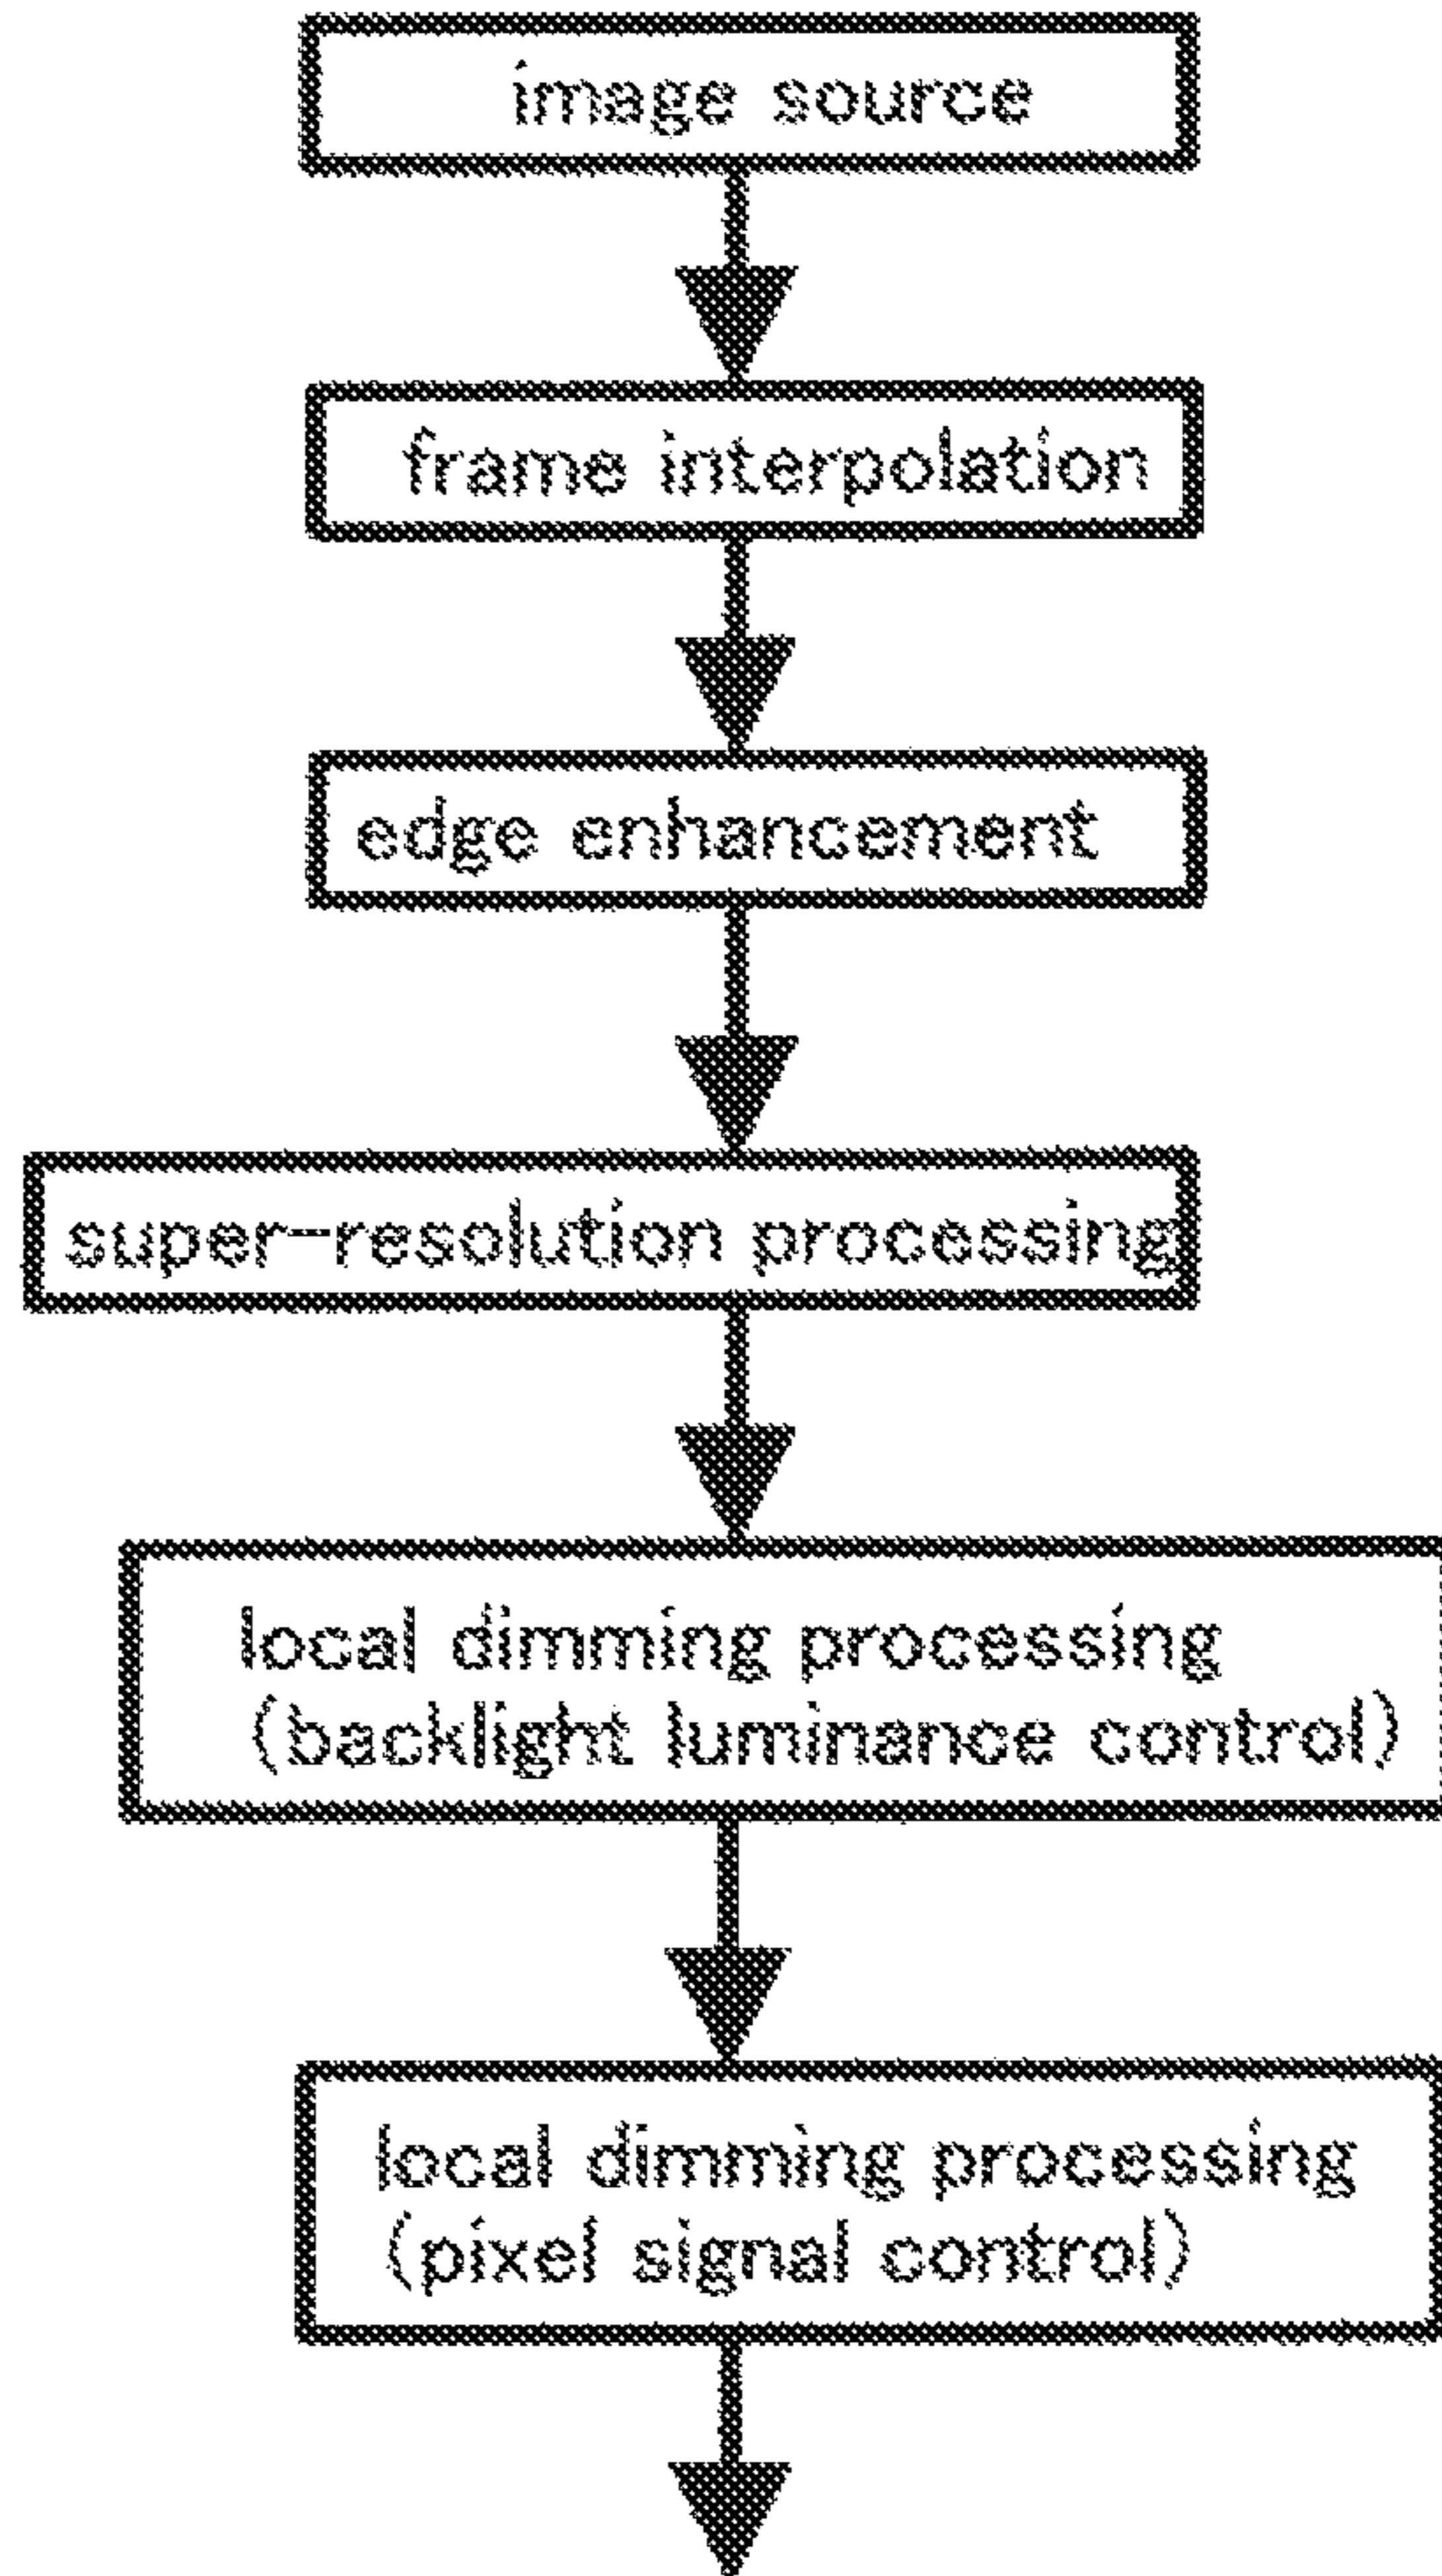 image source
frame interpolation
edge enhancement
super-resolution processing
local dimming processing
(backlight luminance control)
local dimming processing
(pixel signal control)